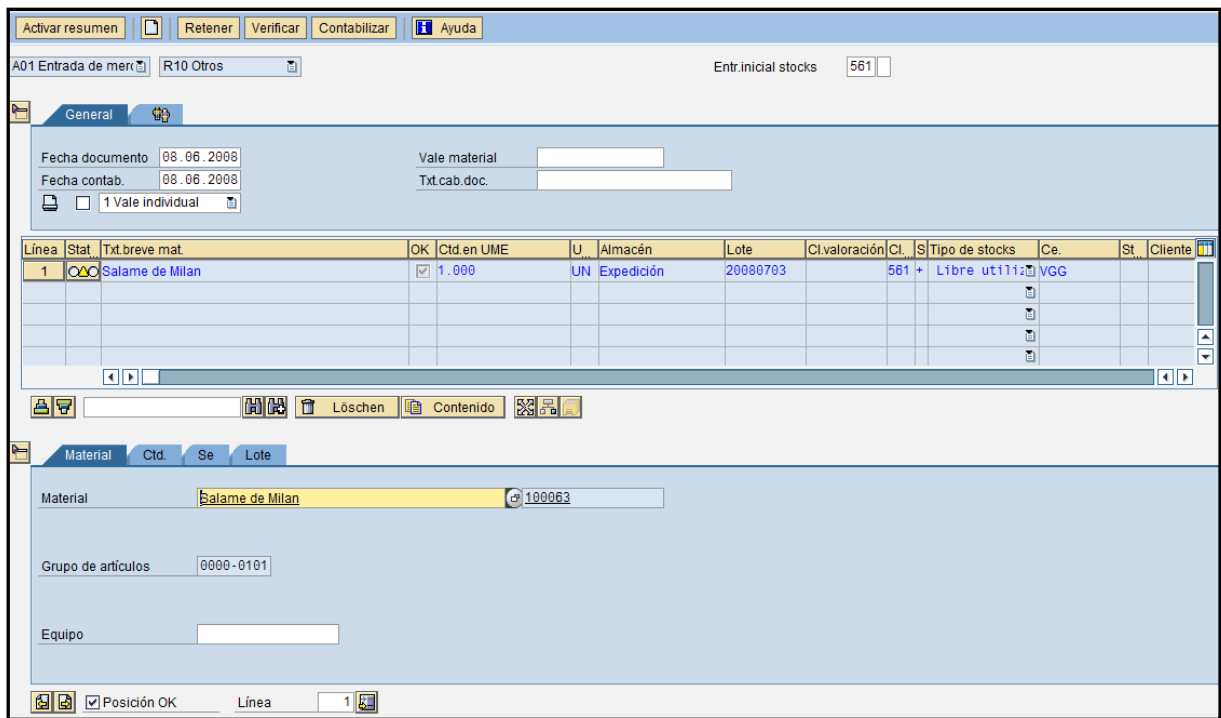 Activar resumen Retener Verificar Contabilizar Ayuda
A01 Entrada de merc R10 Otros Entr.inicial stocks 561
General
Fecha documento 08.06.2008 Vale material
Fecha contab. 08.06.2008 Txt.cab.doc.
1 Vale individual
Línea Stat... Txt.breve mat. OK Ctd.en UME U... Almacén Lote Cl.valoración Cl... S Tipo de stocks Ce. St... Cliente
1 Salame de Milan 1.000 UN Expedición 20080703 561 + Libre utiliz VGG
Löschen Contenido
Material Ctd. Se Lote
Material Salame de Milan 100063
Grupo de artículos 0000-0101
Equipo
Posición OK Línea 1